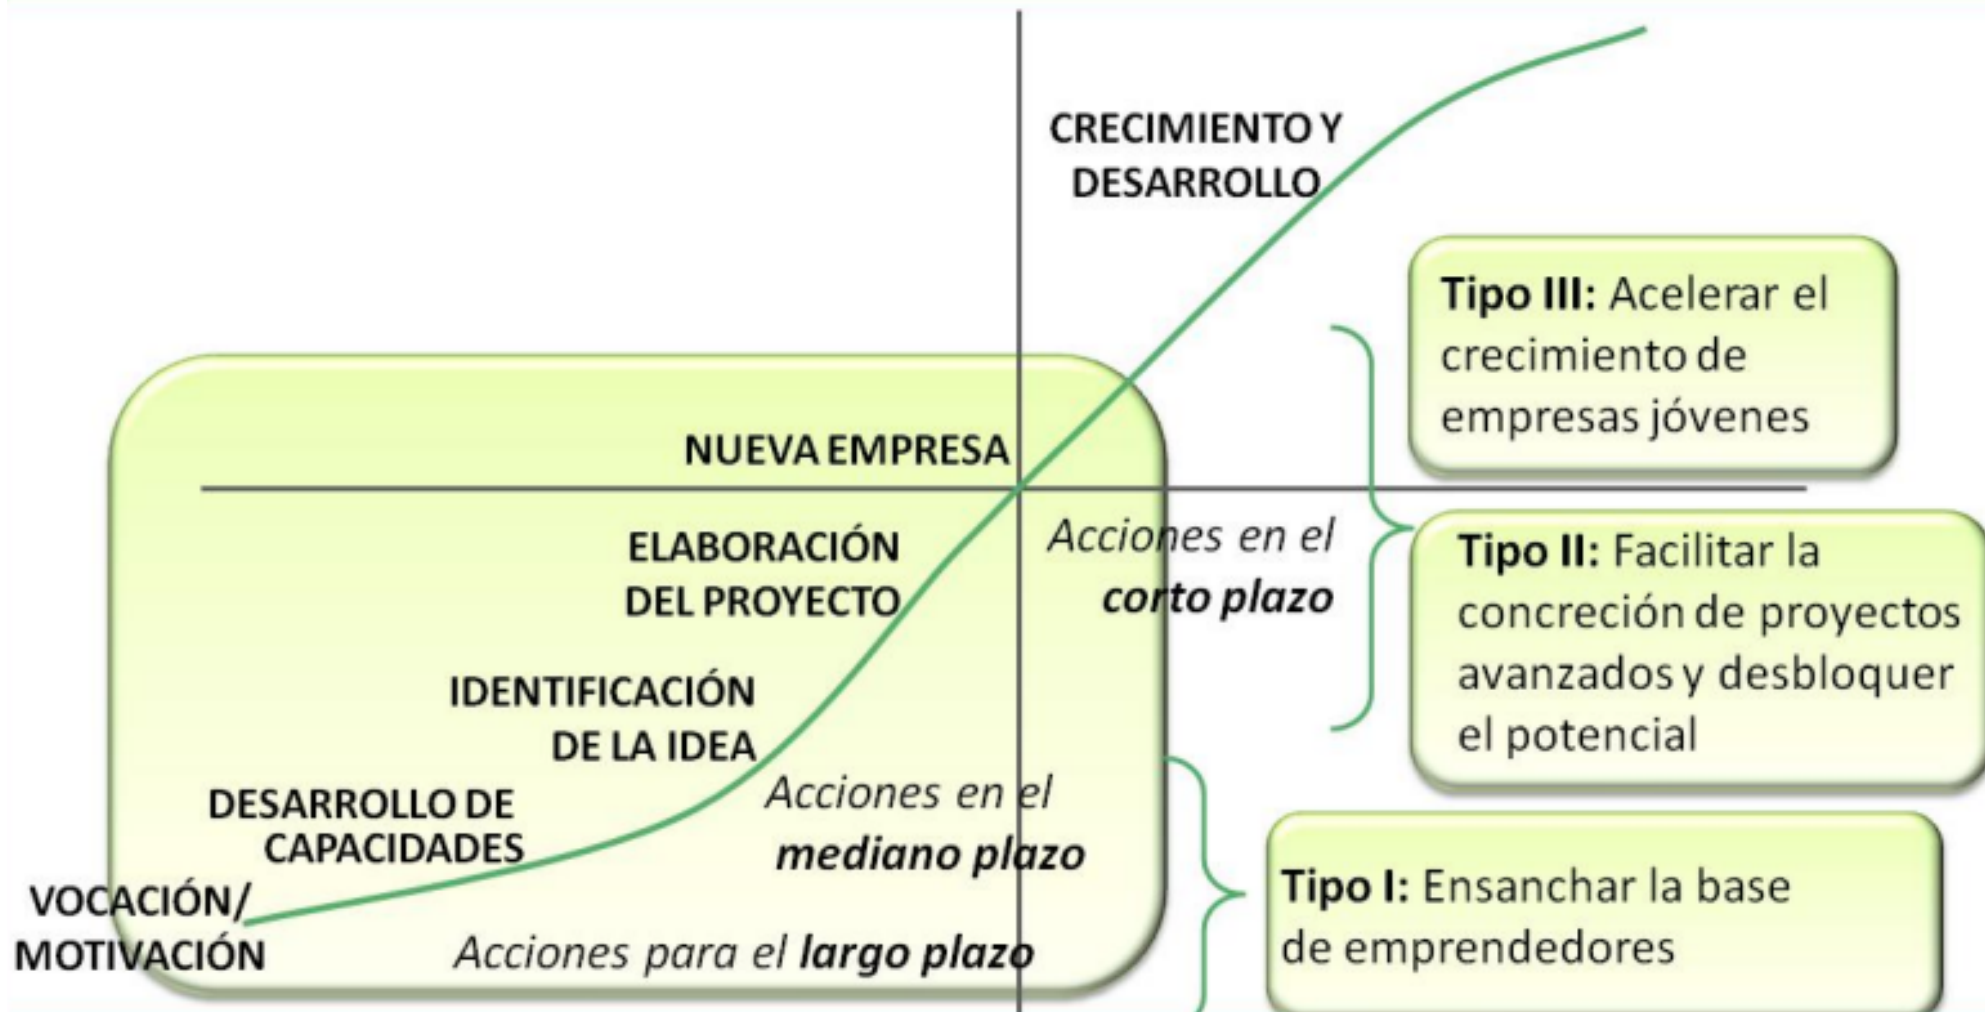 CRECIMIENTO Y
DESARROLLO
Tipo III: Acelerar el
crecimiento de
empresas jóvenes
NUEVA EMPRESA
ELABORACIÓN
DEL PROYECTO
Acciones en el
corto plazo
Tipo II: Facilitar la
concreción de proyectos
avanzados y desbloquer
el potencial
IDENTIFICACIÓN
DE LA IDEA
Acciones en el
mediano plazo
DESARROLLO DE
CAPACIDADES
VOCACIÓN/
MOTIVACIÓN
Acciones para el largo plazo
Tipo I: Ensanchar la base
de emprendedores